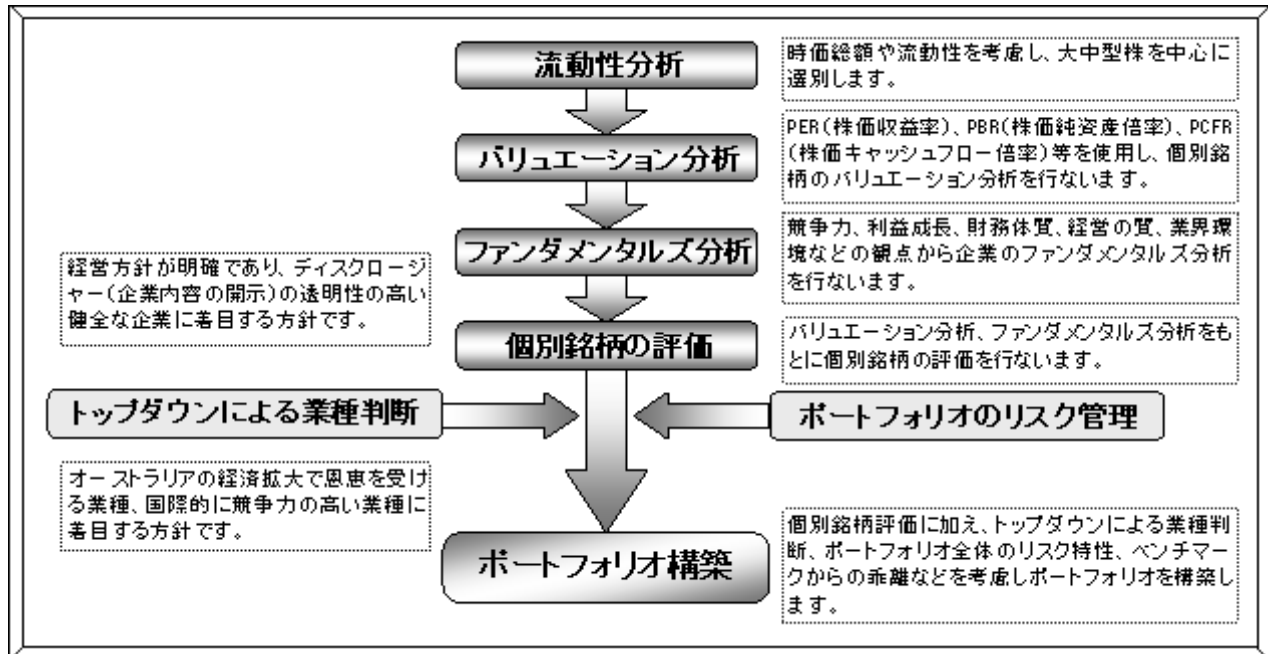 流動性分析
時価総額や流動性を考慮し、大中型株を中心に
選別します。
バリュエーション分析
PER(株価収益率)、PBR(株価純資産倍率)、PCFR
(株価キャッシュフロー倍率)等を使用し、個別銘
柄のバリュエーション分析を行ないます。
ファンダメンタルズ分析
競争力、利益成長、財務体質、経営の質、業界環
境などの観点から企業のファンダメンタルズ分析
を行ないます。
経営方針が明確であり、ディスクロージ
ャー(企業内容の開示)の透明性の高い
健全な企業に着目する方針です。
個別銘柄の評価
バリュエーション分析、ファンダメンタルズ分析をも
とに個別銘柄の評価を行ないます。
トップダウンによる業種判断
ポートフォリオのリスク管理
オーストラリアの経済拡大で恩恵を受け
る業種、国際的に競争力の高い業種に
着目する方針です。
ポートフォリオ構築
個別銘柄評価に加え、トップダウンによる業種判
断、ポートフォリオ全体のリスク特性、ベンチマー
クからの乖離などを考慮しポートフォリオを構築し
ます。